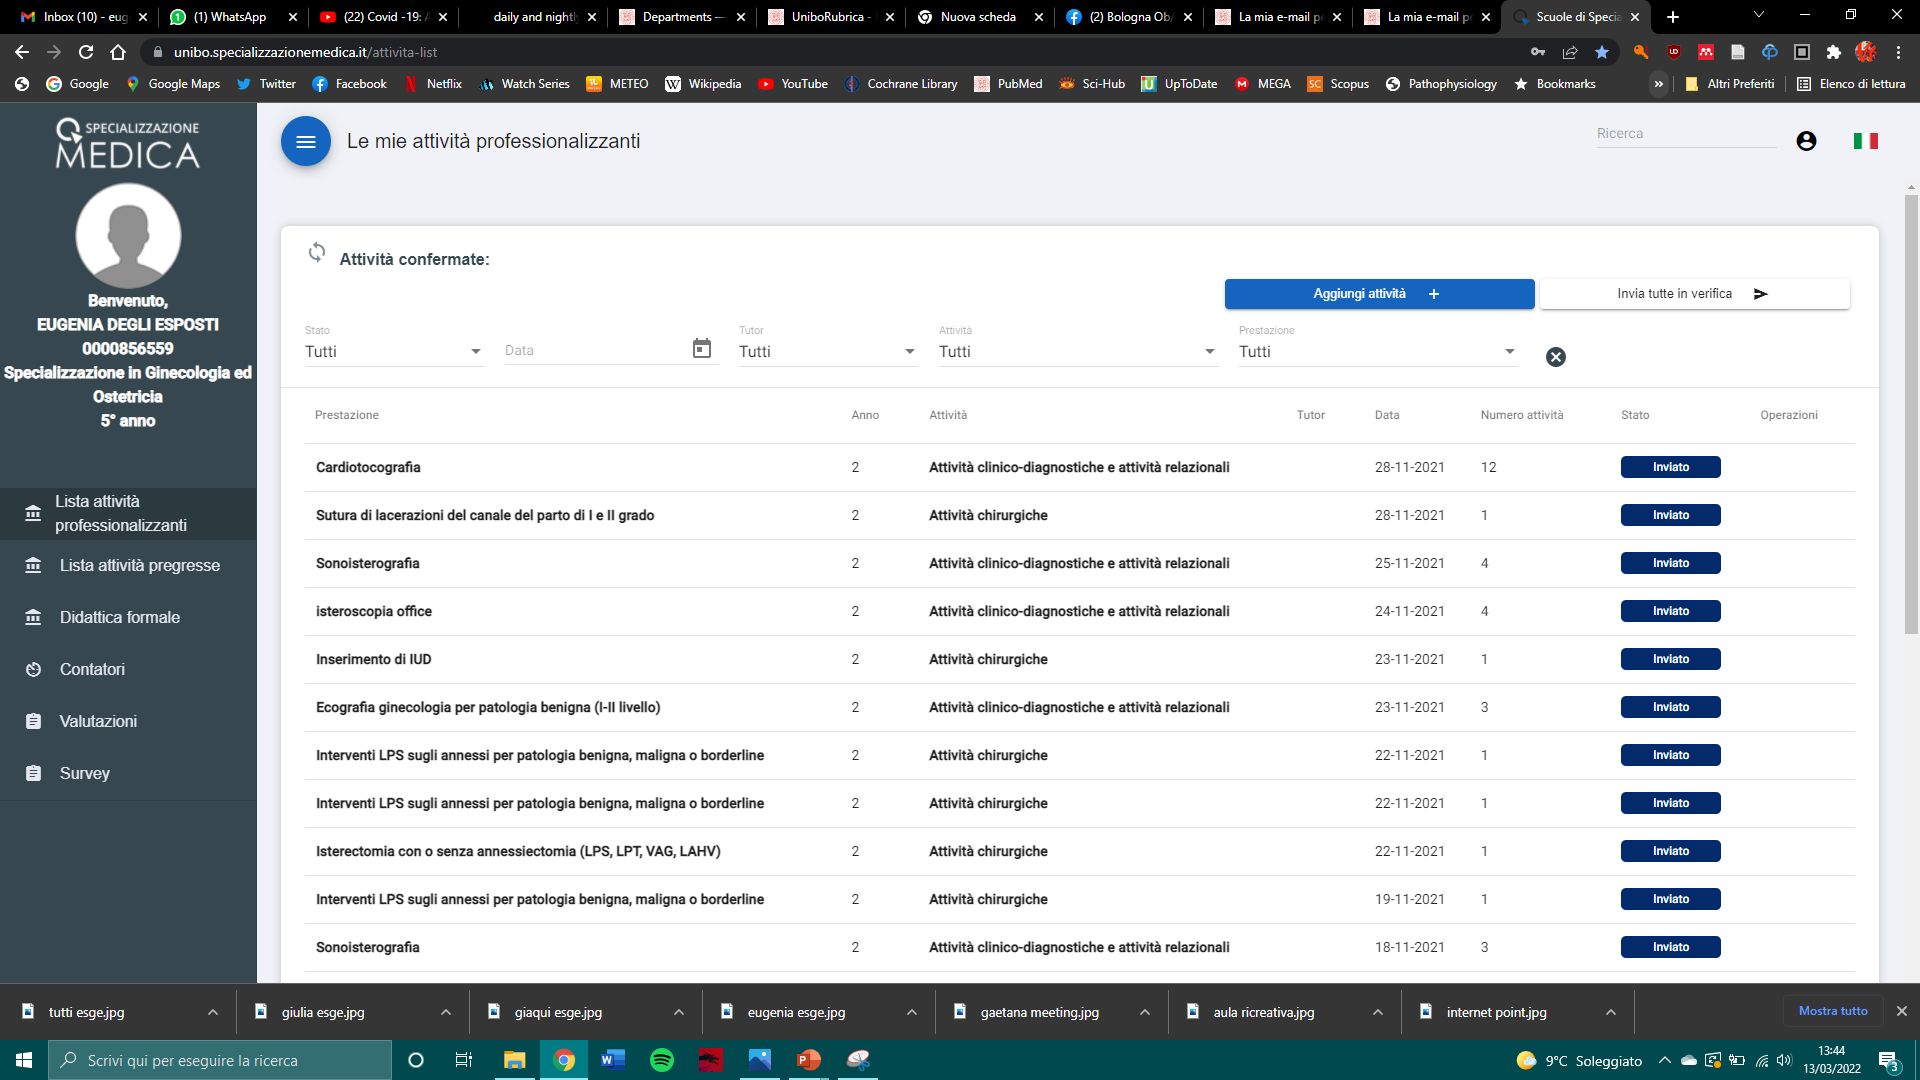 Inbox (10) - eug
(1) WhatsApp
(22) Covid -19: A
daily and nightly
Departments —
UniboRubrica -
Nuova scheda
(2) Bologna Ob/
La mia e-mail pe
La mia e-mail pe
Scuole di Specia
unibo.specializzazionemedica.it/attivita-list
Google
Google Maps
Twitter
Facebook
Netflix
Watch Series
METEO
Wikipedia
YouTube
Cochrane Library
PubMed
Sci-Hub
UpToDate
MEGA
Scopus
Pathophysiology
Bookmarks
»
Altri Preferiti
Elenco di lettura
SPECIALIZZAZIONE
MEDICA
Benvenuto,
EUGENIA DEGLI ESPOSTI
0000856559
Specializzazione in Ginecologia ed
Ostetricia
5° anno
Lista attività
professionalizzanti
Lista attività pregresse
Didattica formale
Contatori
Valutazioni
Survey
Le mie attività professionalizzanti
Ricerca
Attività confermate:
Aggiungi attività +
Invia tutte in verifica
Stato
Tutti
Data
Tutor
Tutti
Attività
Tutti
Prestazione
Tutti
Prestazione Anno Attività Tutor Data Numero attività Stato Operazioni
Cardiotocografia 2 Attività clinico-diagnostiche e attività relazionali 28-11-2021 12 Inviato
Sutura di lacerazioni del canale del parto di I e II grado 2 Attività chirurgiche 28-11-2021 1 Inviato
Sonoisterografia 2 Attività clinico-diagnostiche e attività relazionali 25-11-2021 4 Inviato
isteroscopia office 2 Attività clinico-diagnostiche e attività relazionali 24-11-2021 4 Inviato
Inserimento di IUD 2 Attività chirurgiche 23-11-2021 1 Inviato
Ecografia ginecologia per patologia benigna (I-II livello) 2 Attività clinico-diagnostiche e attività relazionali 23-11-2021 3 Inviato
Interventi LPS sugli annessi per patologia benigna, maligna o borderline 2 Attività chirurgiche 22-11-2021 1 Inviato
Interventi LPS sugli annessi per patologia benigna, maligna o borderline 2 Attività chirurgiche 22-11-2021 1 Inviato
Isterectomia con o senza annessiectomia (LPS, LPT, VAG, LAHV) 2 Attività chirurgiche 22-11-2021 1 Inviato
Interventi LPS sugli annessi per patologia benigna, maligna o borderline 2 Attività chirurgiche 19-11-2021 1 Inviato
Sonoisterografia 2 Attività clinico-diagnostiche e attività relazionali 18-11-2021 3 Inviato
tutti esge.jpg
giulia esge.jpg
giaqui esge.jpg
eugenia esge.jpg
gaetana meeting.jpg
aula ricreativa.jpg
internet point.jpg
Mostra tutto
Scrivi qui per eseguire la ricerca
9°C Soleggiato
13:44
13/03/2022
3